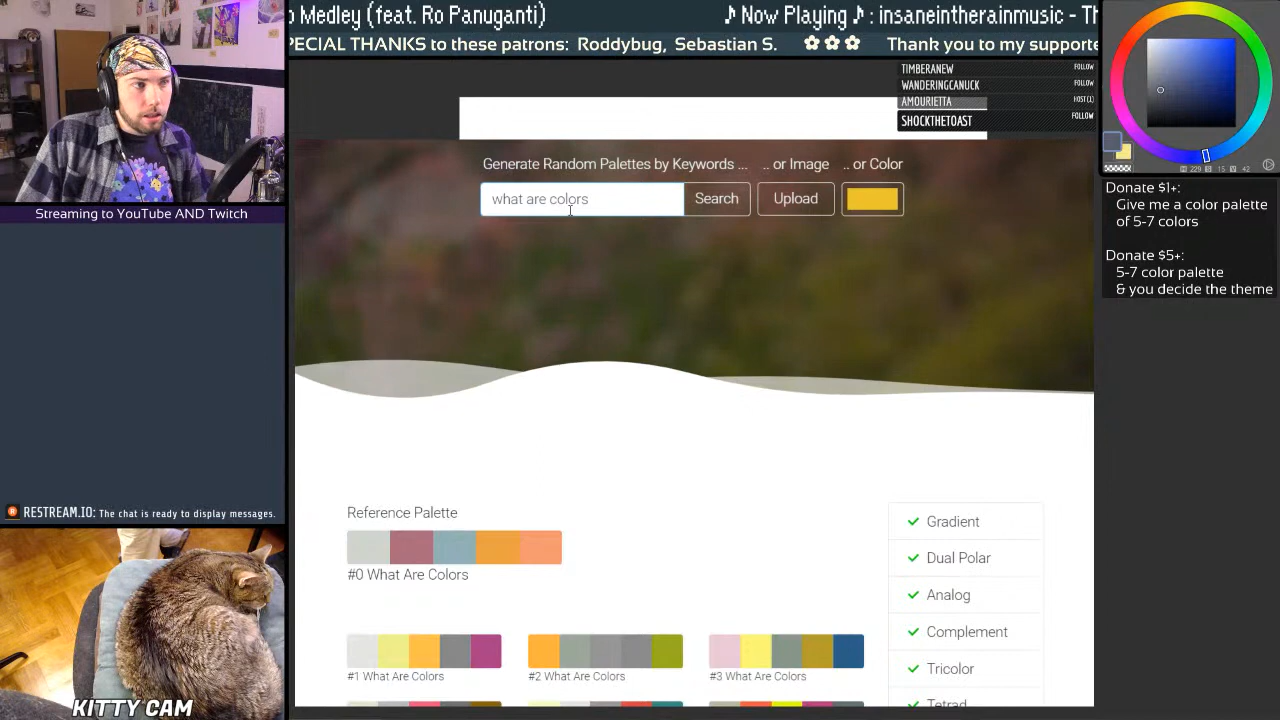 o Medley (feat. Ro Panuganti)
♪ Now Playing ♪ : insaneintherainmusic - Th
PECIAL THANKS to these patrons: Roddybug, Sebastian S. ✿✿✿ Thank you to my supporte
TIMBERANEW FOLLOW
WANDERINGCANUCK FOLLOW
AMOURIETTA HOST(1)
SHOCKTHETOAST FOLLOW
Generate Random Palettes by Keywords ... .. or Image .. or Color
what are colors
Search
Upload
Donate $1+:
Give me a color palette
of 5-7 colors
Donate $5+:
5-7 color palette
& you decide the theme
Streaming to YouTube AND Twitch
RESTREAM.IO: The chat is ready to display messages.
KITTY CAM
Reference Palette
#0 What Are Colors
#1 What Are Colors
#2 What Are Colors
#3 What Are Colors
Gradient
Dual Polar
Analog
Complement
Tricolor
Tetrad